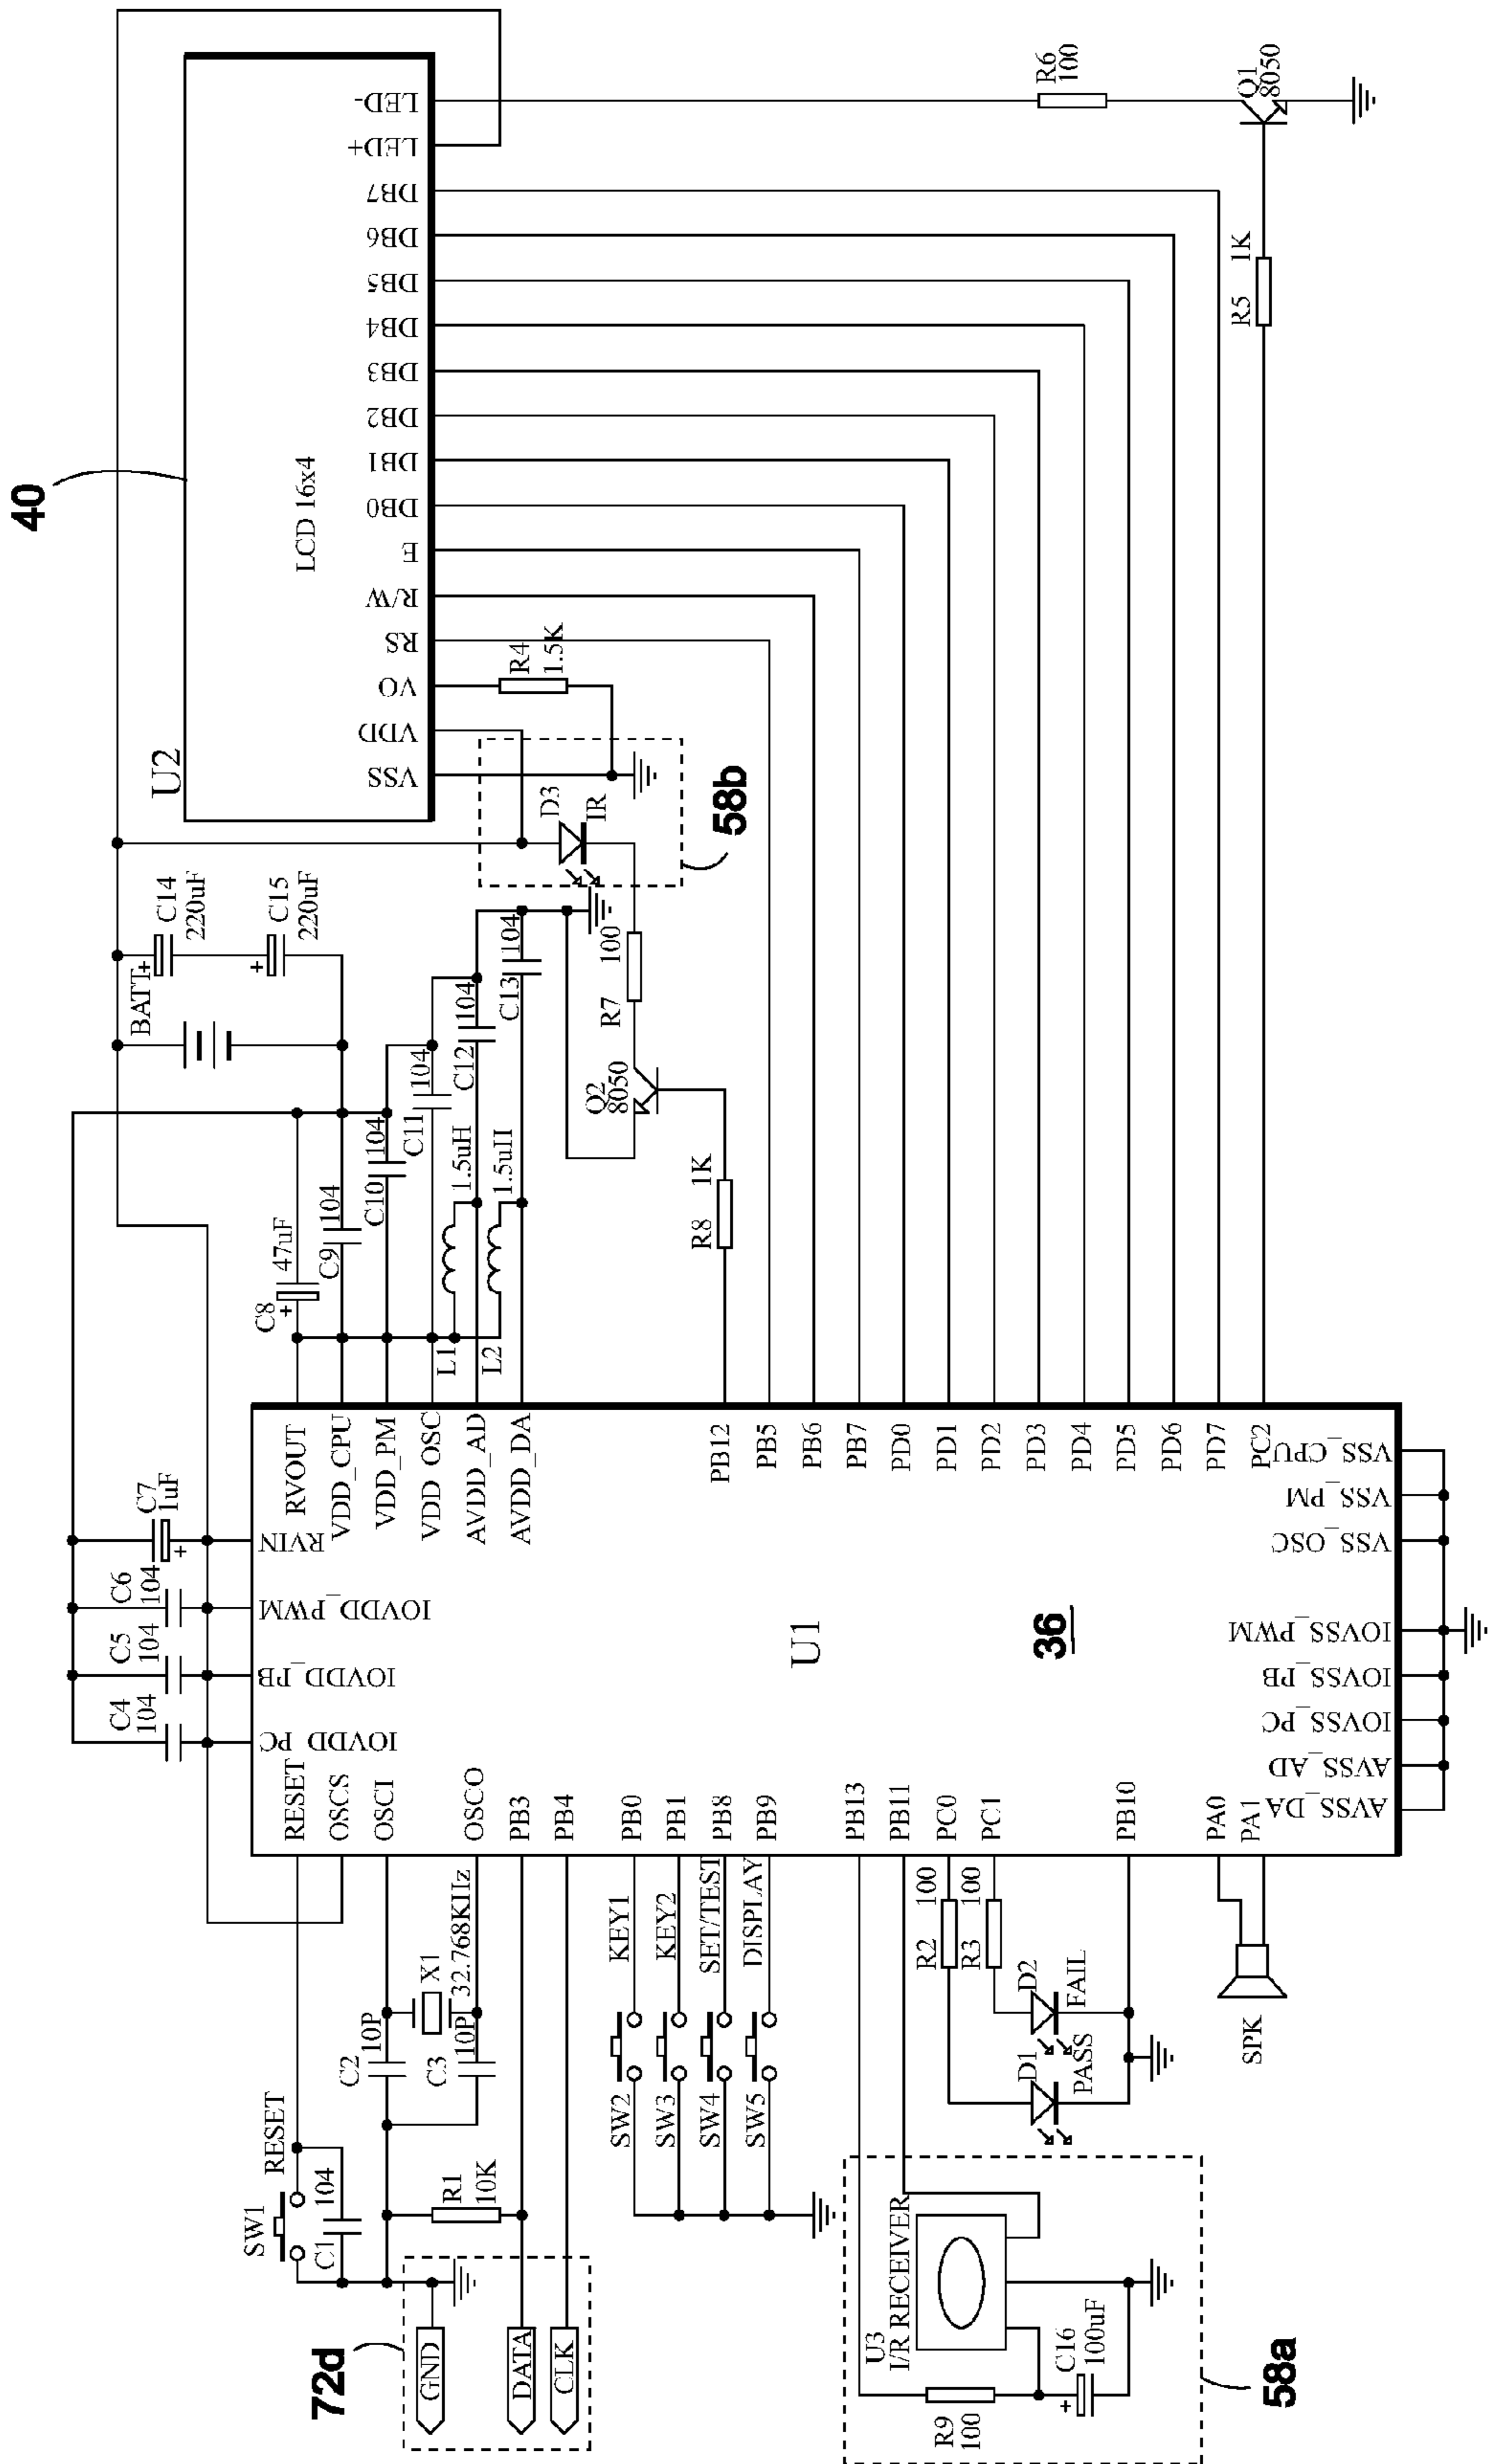 40
U2
LCD 16x4
VSS
VDD
VO
RS
R/W
E
DB0
DB1
DB2
DB3
DB4
DB5
DB6
DB7
LED+
LED-
R4
1.5K
R6
100
Q1
8050
R5
1K
D3
IR
58b
BATT
+
C14
220uF
+
C15
220uF
C8
+
47uF
C9
104
C10
104
C11
104
C12
104
C13
104
L1
1.5uH
L2
1.5uH
Q2
8050
R7
100
R8
1K
C4
104
C5
104
C6
104
C7
1uF
+
IOVDD_PC
IOVDD_PB
IOVDD_PWM
RVIN
RVOUT
VDD_CPU
VDD_PM
VDD_OSC
AVDD_AD
AVDD_DA
PB12
PB5
PB6
PB7
PD0
PD1
PD2
PD3
PD4
PD5
PD6
PD7
PC2
U1
36
RESET
OSCS
OSCI
OSCO
PB3
PB4
PB0
PB1
PB8
PB9
PB13
PB11
PC0
PC1
PB10
PA0
PA1
AVSS_DA
AVSS_AD
IOVSS_PC
IOVSS_PB
IOVSS_PWM
VSS_OSC
VSS_PM
VSS_CPU
SW1
RESET
C1
104
C2
10P
C3
10P
X1
32.768KHz
R1
10K
72d
GND
DATA
CLK
SW2
KEY1
SW3
KEY2
SW4
SET/TEST
SW5
DISPLAY
R2
100
R3
100
D1
PASS
D2
FAIL
SPK
U3
I/R RECEIVER
R9
100
+
C16
100uF
58a